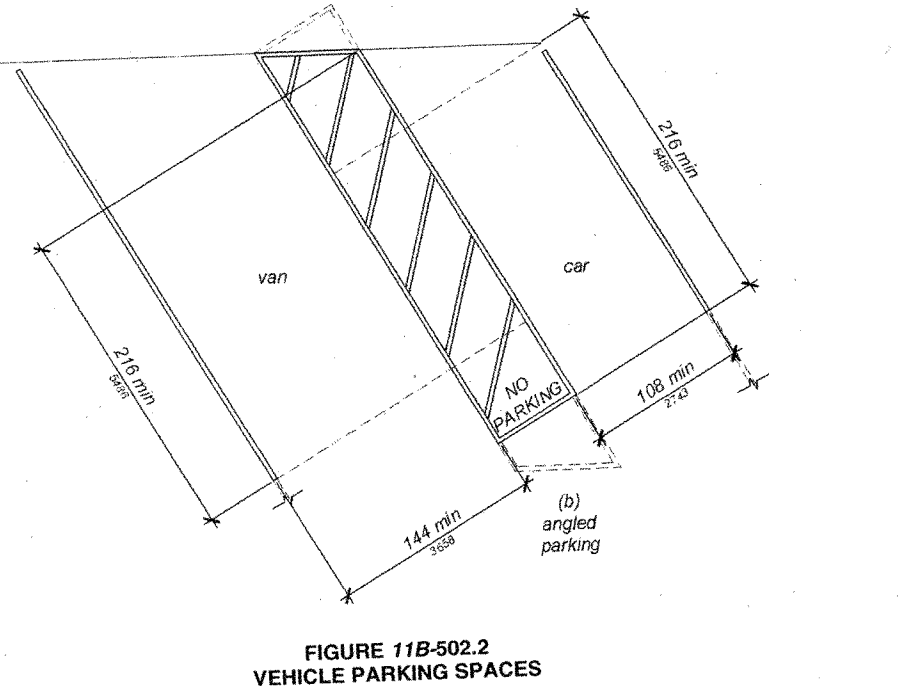 216 min
5486
van
car
216 min
5486
NO
PARKING
108 min
2743
144 min
3658
(b)
angled
parking
FIGURE 11B-502.2
VEHICLE PARKING SPACES